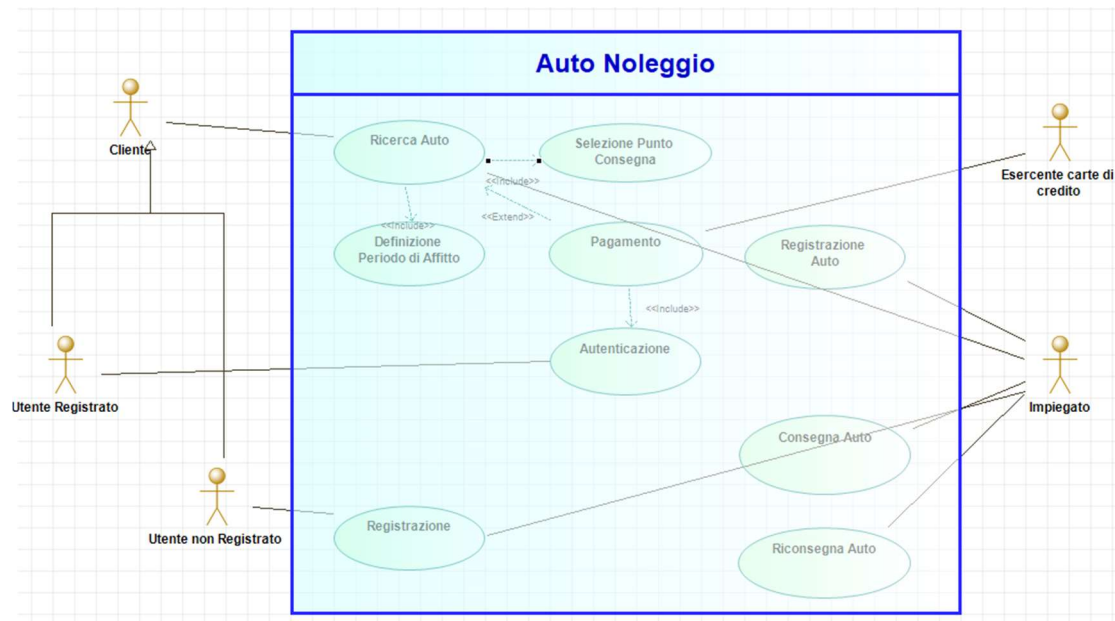 Auto Noleggio
Cliente
Ricerca Auto
Selezione Punto
Consegna
<<Include>>
<<Extend>>
<<Include>>
Definizione
Periodo di Affitto
Pagamento
Registrazione
Auto
Esercente carte di
credito
<<Include>>
Autenticazione
Utente Registrato
Impiegato
Consegna Auto
Registrazione
Utente non Registrato
Riconsegna Auto